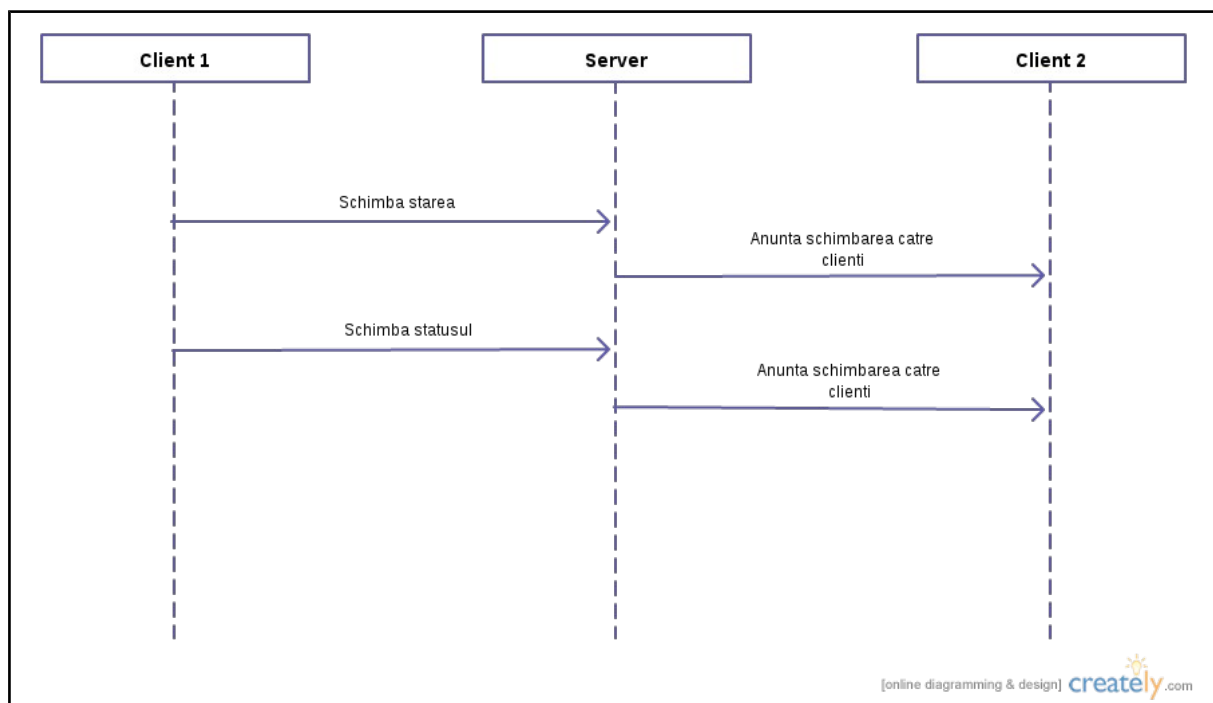 Client 1
Server
Client 2
Schimba starea
Anunta schimbarea catre
clienti
Schimba statusul
Anunta schimbarea catre
clienti
[online diagramming & design] creately.com